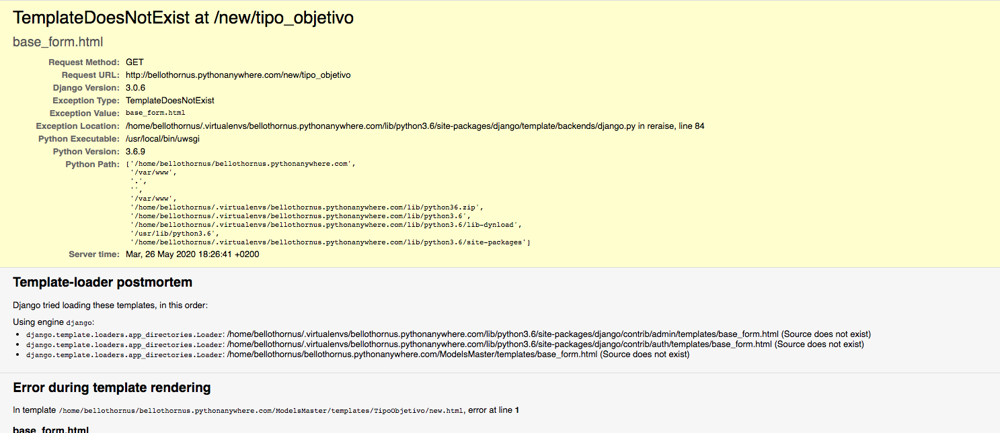 TemplateDoesNotExist at /new/tipo_objetivo
base_form.html
Request Method: GET
Request URL: http://bellothornus.pythonanywhere.com/new/tipo_objetivo
Django Version: 3.0.6
Exception Type: TemplateDoesNotExist
Exception Value: base_form.html
Exception Location: /home/bellothornus/.virtualenvs/bellothornus.pythonanywhere.com/lib/python3.6/site-packages/django/template/backends/django.py in reraise, line 84
Python Executable: /usr/local/bin/uwsgi
Python Version: 3.6.9
Python Path: ['/home/bellothornus/bellothornus.pythonanywhere.com',
'/var/www',
'.',
'',
'/var/www',
'/home/bellothornus/.virtualenvs/bellothornus.pythonanywhere.com/lib/python36.zip',
'/home/bellothornus/.virtualenvs/bellothornus.pythonanywhere.com/lib/python3.6',
'/home/bellothornus/.virtualenvs/bellothornus.pythonanywhere.com/lib/python3.6/lib-dynload',
'/usr/lib/python3.6',
'/home/bellothornus/.virtualenvs/bellothornus.pythonanywhere.com/lib/python3.6/site-packages']
Server time: Mar, 26 May 2020 18:26:41 +0200
Template-loader postmortem
Django tried loading these templates, in this order:
Using engine django:
• django.template.loaders.app_directories.Loader: /home/bellothornus/.virtualenvs/bellothornus.pythonanywhere.com/lib/python3.6/site-packages/django/contrib/admin/templates/base_form.html (Source does not exist)
• django.template.loaders.app_directories.Loader: /home/bellothornus/.virtualenvs/bellothornus.pythonanywhere.com/lib/python3.6/site-packages/django/contrib/auth/templates/base_form.html (Source does not exist)
• django.template.loaders.app_directories.Loader: /home/bellothornus/bellothornus.pythonanywhere.com/ModelsMaster/templates/base_form.html (Source does not exist)
Error during template rendering
In template /home/bellothornus/bellothornus.pythonanywhere.com/ModelsMaster/templates/TipoObjetivo/new.html, error at line 1
base_form.html